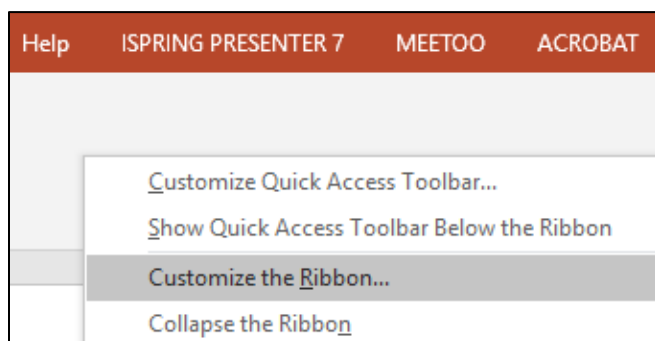 Help ISPRING PRESENTER 7 MEETOO ACROBAT
Customize Quick Access Toolbar...
Show Quick Access Toolbar Below the Ribbon
Customize the Ribbon...
Collapse the Ribbon